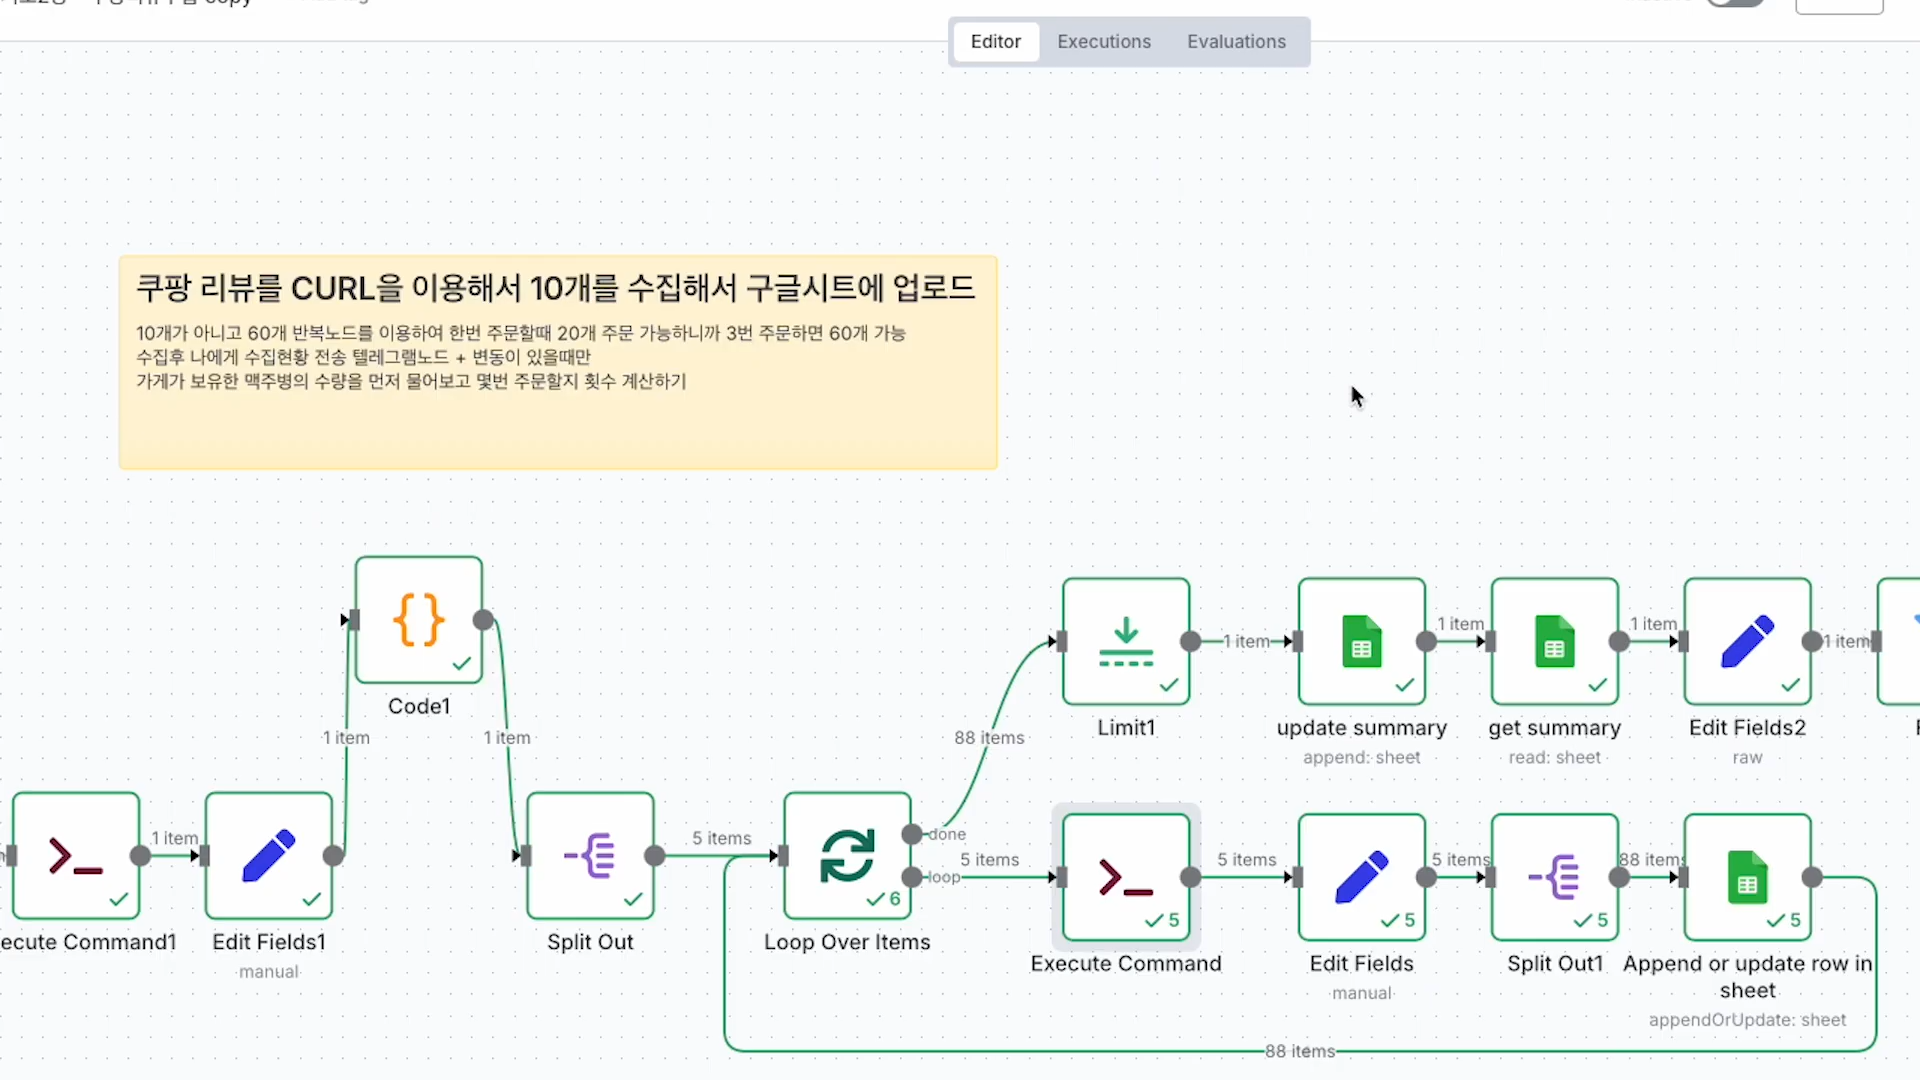 Copy
Editor
Executions
Evaluations
쿠팡 리뷰를 CURL을 이용해서 10개를 수집해서 구글시트에 업로드
10개가 아니고 60개 반복노드를 이용하여 한번 주문할때 20개 주문 가능하니까 3번 주문하면 60개 가능
수집후 나에게 수집현황 전송 텔레그램노드 + 변동이 있을때만
가게가 보유한 맥주병의 수량을 먼저 물어보고 몇번 주문할지 횟수 계산하기
Code1
1 item
1 item
88 items
Limit1
1 item
update summary
append: sheet
1 item
get summary
read: sheet
1 item
Edit Fields2
raw
1 item
ecute Command1
1 item
Edit Fields1
manual
Split Out
5 items
6
Loop Over Items
done
loop
5 items
5
Execute Command
5 items
5
Edit Fields
manual
5 items
5
Split Out1
88 items
5
Append or update row in
sheet
appendOrUpdate: sheet
88 items